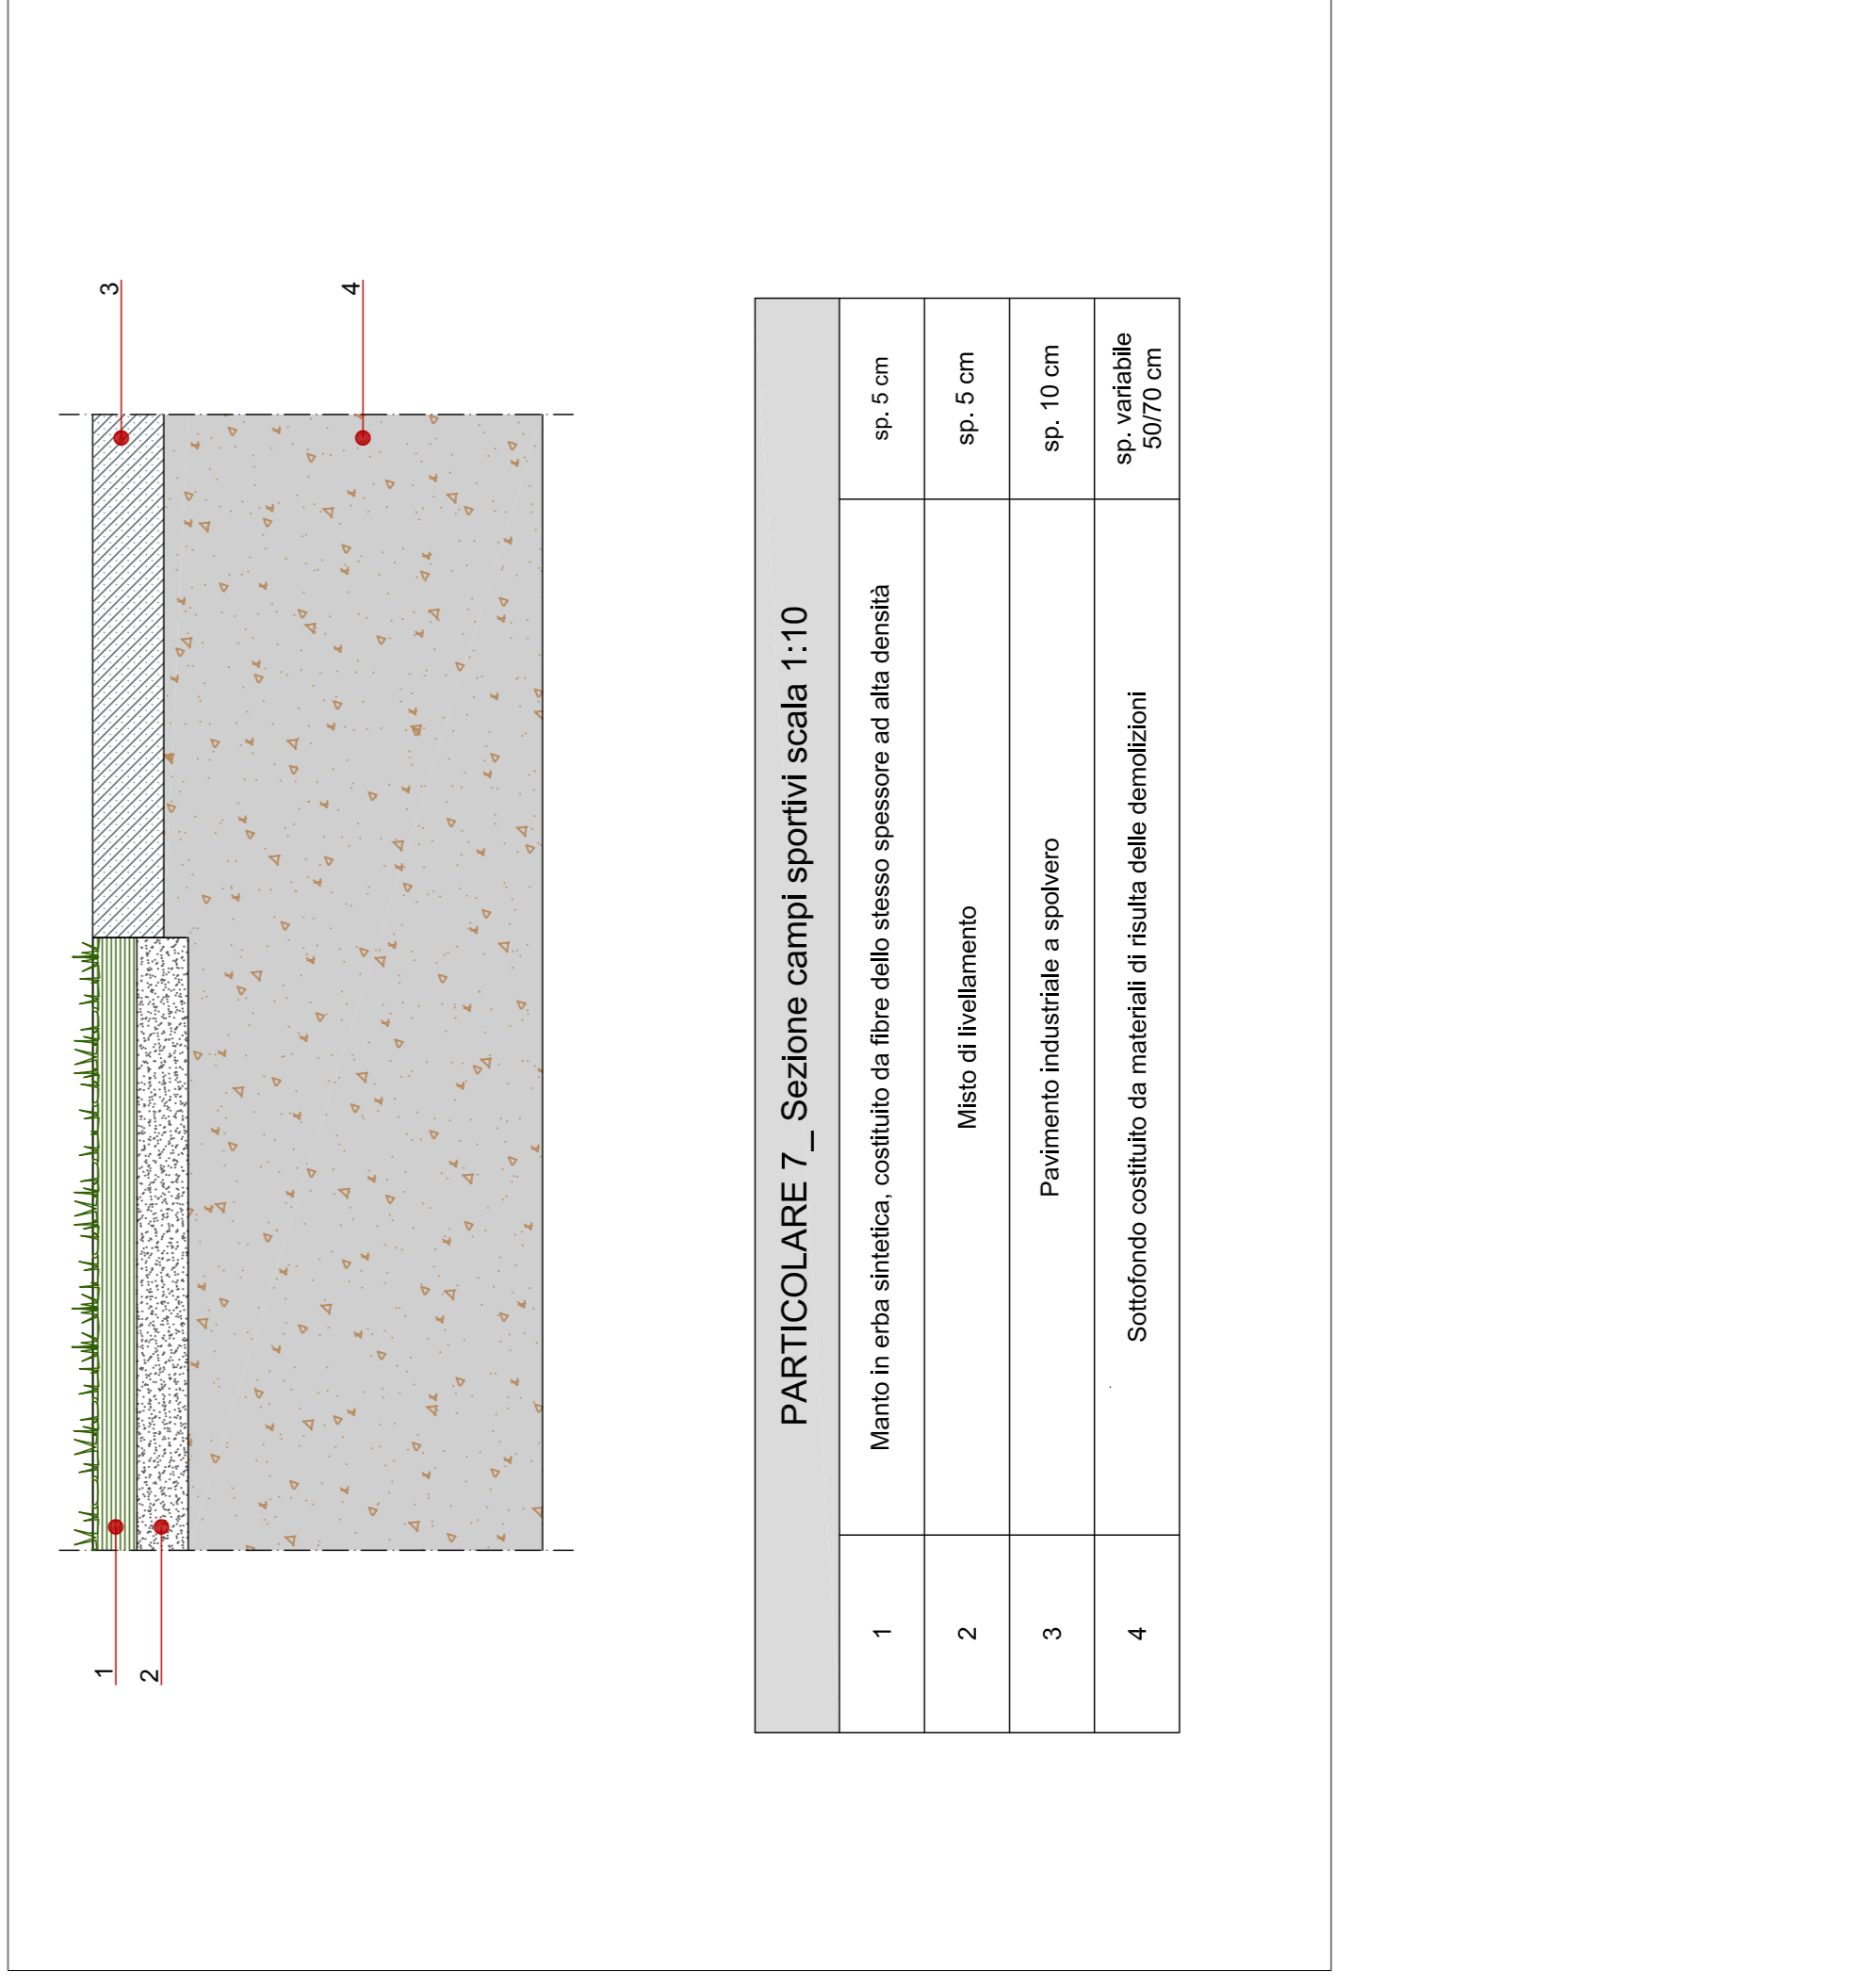 1
2
3
4
PARTICOLARE 7_ Sezione campi sportivi scala 1:10
1 Manto in erba sintetica, costituito da fibre dello stesso spessore ad alta densità sp. 5 cm
2 Misto di livellamento sp. 5 cm
3 Pavimento industriale a spolvero sp. 10 cm
4 Sottofondo costituito da materiali di risulta delle demolizioni sp. variabile
50/70 cm